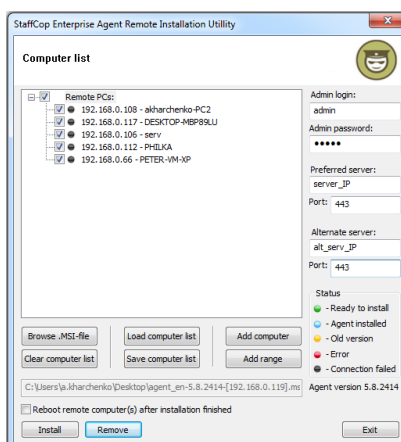 StaffCop Enterprise Agent Remote Installation Utillity
Computer list
Remote PCs:
192.168.0.108 - akharchenko-PC2
192.168.0.117 - DESKTOP-MBP89LU
192.168.0.106 - serv
192.168.0.112 - PHILKA
192.168.0.66 - PETER-VM-XP
Admin login:
admin
Admin password:
•••••
Preferred server:
server_IP
Port: 443
Alternate server:
alt_serv_IP
Port: 443
Status
- Ready to install
- Agent installed
- Old version
- Error
- Connection failed
Browse .MSI-file
Load computer list
Add computer
Clear computer list
Save computer list
Add range
C:\Users\a.kharchenko\Desktop\agent_en-5.8.2414-[192.168.0.119].ms
Agent version 5.8.2414
Reboot remote computer(s) after installation finished
Install
Remove
Exit